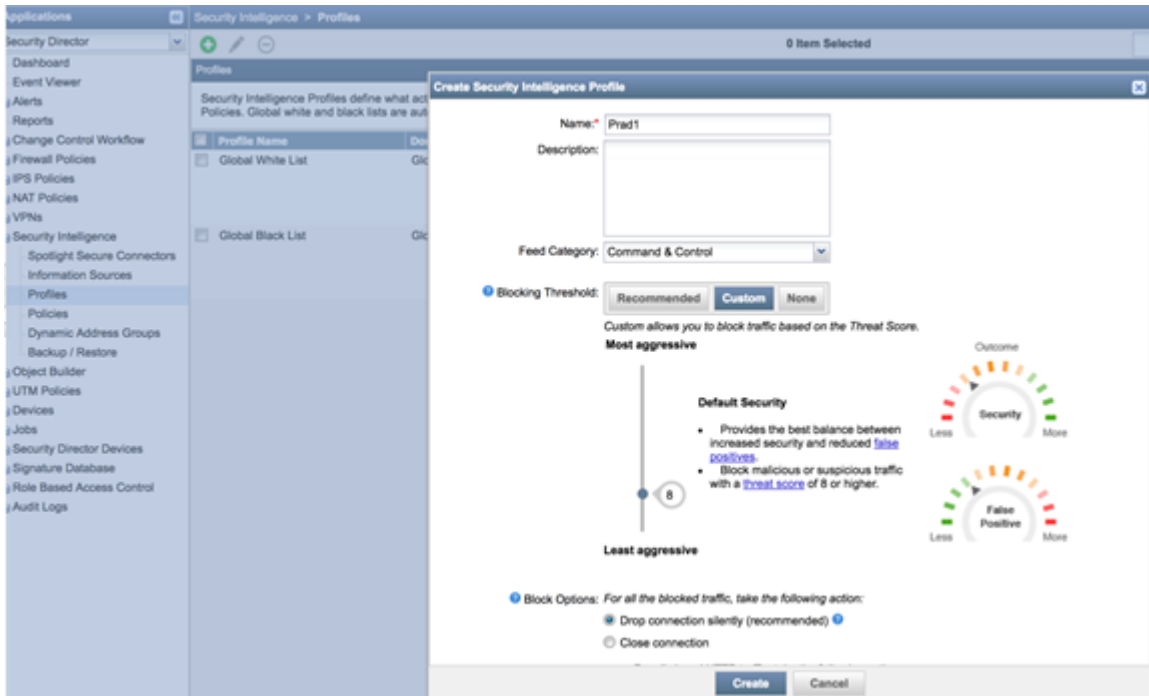 Applications
Security Intelligence > Profiles
Security Director
0 Item Selected
Dashboard
Event Viewer
Alerts
Reports
Change Control Workflow
Firewall Policies
IPS Policies
NAT Policies
VPNs
Security Intelligence
Spotlight Secure Connectors
Information Sources
Profiles
Policies
Dynamic Address Groups
Backup / Restore
Object Builder
UTM Policies
Devices
Jobs
Security Director Devices
Signature Database
Role Based Access Control
Audit Logs
Profiles
Security Intelligence Profiles define what act
Policies. Global white and black lists are aut
Profile Name Do
Global White List Glo
Global Black List Glo
Create Security Intelligence Profile
Name:* Prad1
Description:
Feed Category: Command & Control
Blocking Threshold: Recommended Custom None
Custom allows you to block traffic based on the Threat Score.
Most aggressive
Default Security
• Provides the best balance between
increased security and reduced false
positives.
• Block malicious or suspicious traffic
with a threat score of 8 or higher.
8
Least aggressive
Outcome
Security
Less More
False
Positive
Less More
Block Options: For all the blocked traffic, take the following action:
Drop connection silently (recommended)
Close connection
Create Cancel